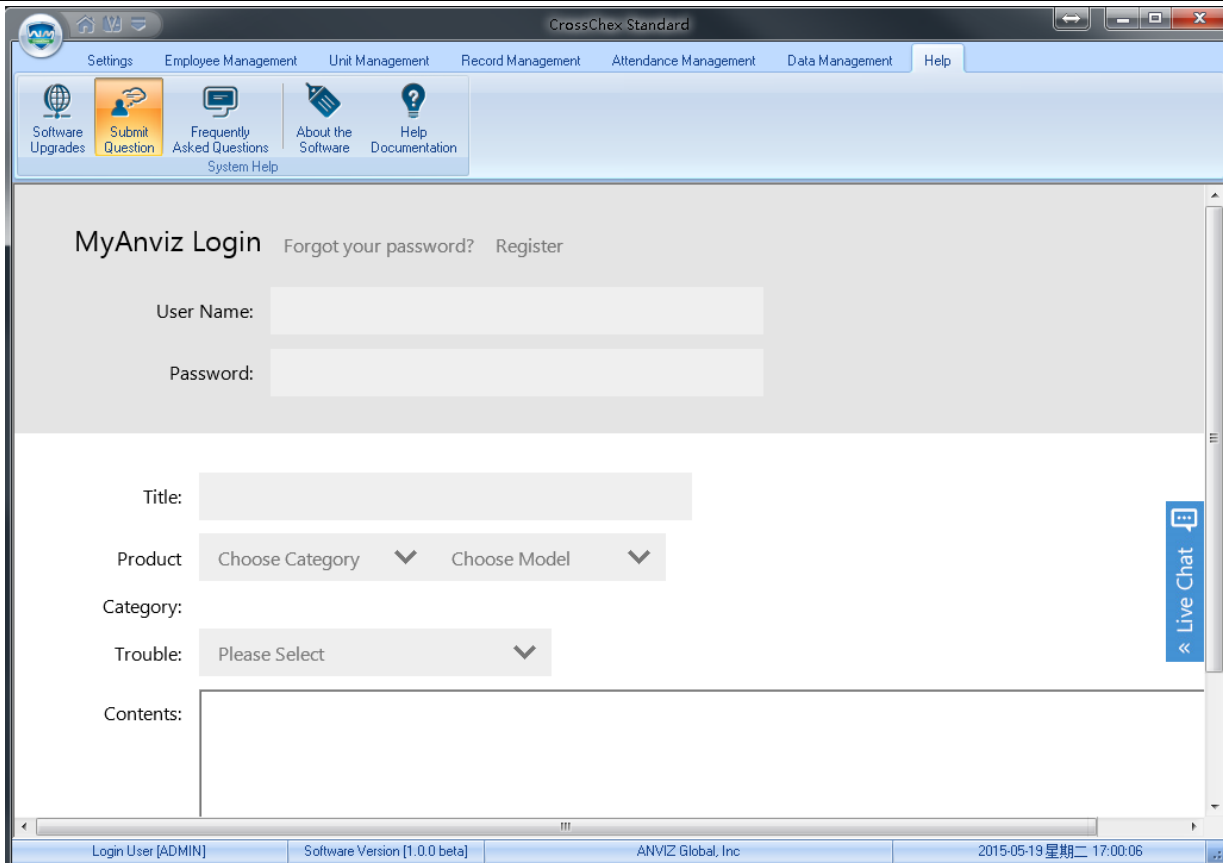 CrossChex Standard
Settings Employee Management Unit Management Record Management Attendance Management Data Management Help
Software Upgrades
Submit Question
Frequently Asked Questions
About the Software
Help Documentation
System Help
MyAnviz Login Forgot your password? Register
User Name:
Password:
Title:
Product Choose Category Choose Model
Category:
Trouble: Please Select
Contents:
« Live Chat
Login User [ADMIN] Software Version [1.0.0 beta] ANVIZ Global, Inc 2015-05-19 星期二 17:00:06